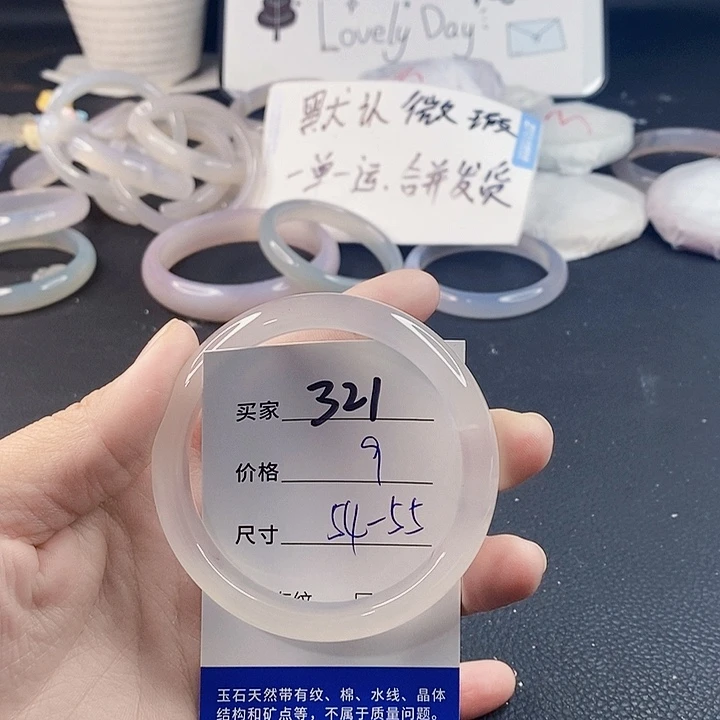 Lovely Day
默认微瑕
一单一运.合并发货
买家 321
价格 9
尺寸 54-55
玉石天然带有纹、棉、水线、晶体
结构和矿点等，不属于质量问题。